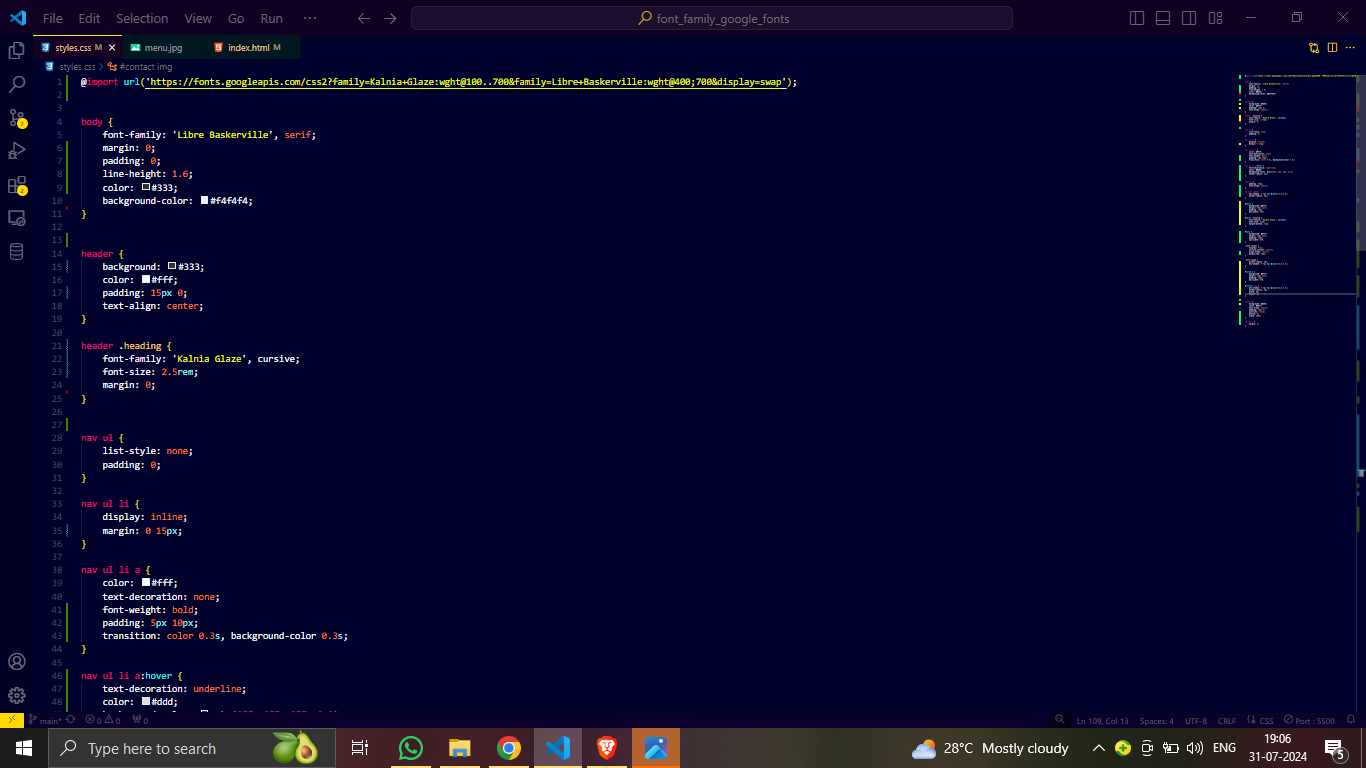 File Edit Selection View Go Run ···
font_family_google_fonts
styles.css M menu.jpg index.html M
styles.css > #contact img
1 @import url('https://fonts.googleapis.com/css2?family=Kalnia+Glaze:wght@100..700&family=Libre+Baskerville:wght@400;700&display=swap');
2
3
4 body {
5 font-family: 'Libre Baskerville', serif;
6 margin: 0;
7 padding: 0;
8 line-height: 1.6;
9 color: #333;
10 background-color: #f4f4f4;
11 }
12
13
14 header {
15 background: #333;
16 color: #fff;
17 padding: 15px 0;
18 text-align: center;
19 }
20
21 header .heading {
22 font-family: 'Kalnia Glaze', cursive;
23 font-size: 2.5rem;
24 margin: 0;
25 }
26
27
28 nav ul {
29 list-style: none;
30 padding: 0;
31 }
32
33 nav ul li {
34 display: inline;
35 margin: 0 15px;
36 }
37
38 nav ul li a {
39 color: #fff;
40 text-decoration: none;
41 font-weight: bold;
42 padding: 5px 10px;
43 transition: color 0.3s, background-color 0.3s;
44 }
45
46 nav ul li a:hover {
47 text-decoration: underline;
48 color: #ddd;
main* 0 0 0 Ln 109, Col 13 Spaces: 4 UTF-8 CRLF CSS Port : 5500
Type here to search 28°C Mostly cloudy ENG 19:06
31-07-2024 5